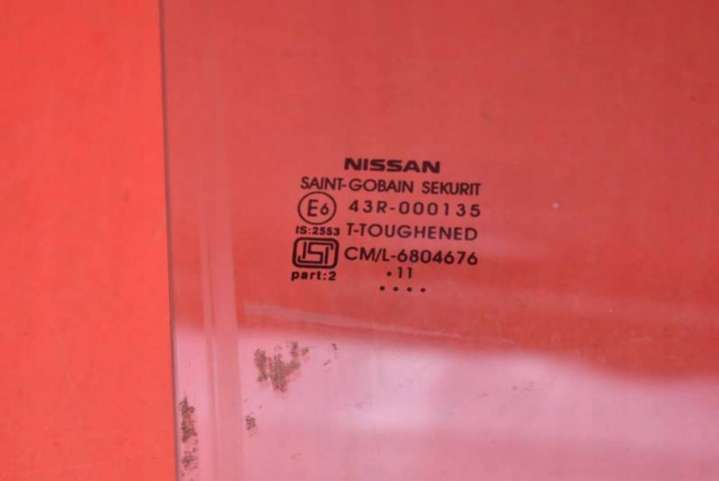 NISSAN
SAINT-GOBAIN SEKURIT
E6 43R-000135
IS:2553 T-TOUGHENED
ISI CM/L-6804676
part:2 .11
....